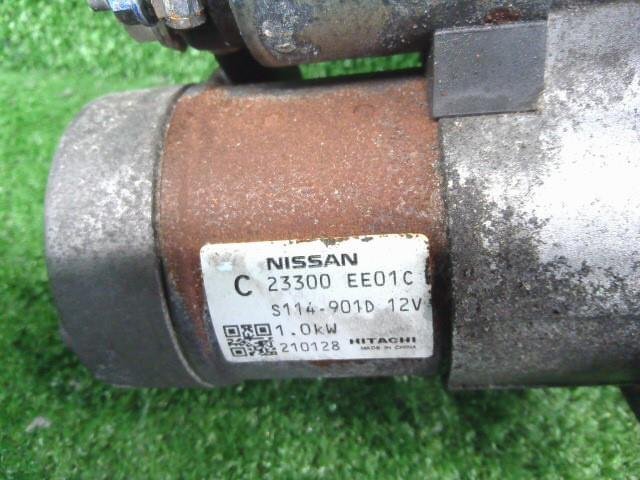 NISSAN
C 23300 EE01C
S114-901D 12V
1.0kW
210128 HITACHI
MADE IN CHINA